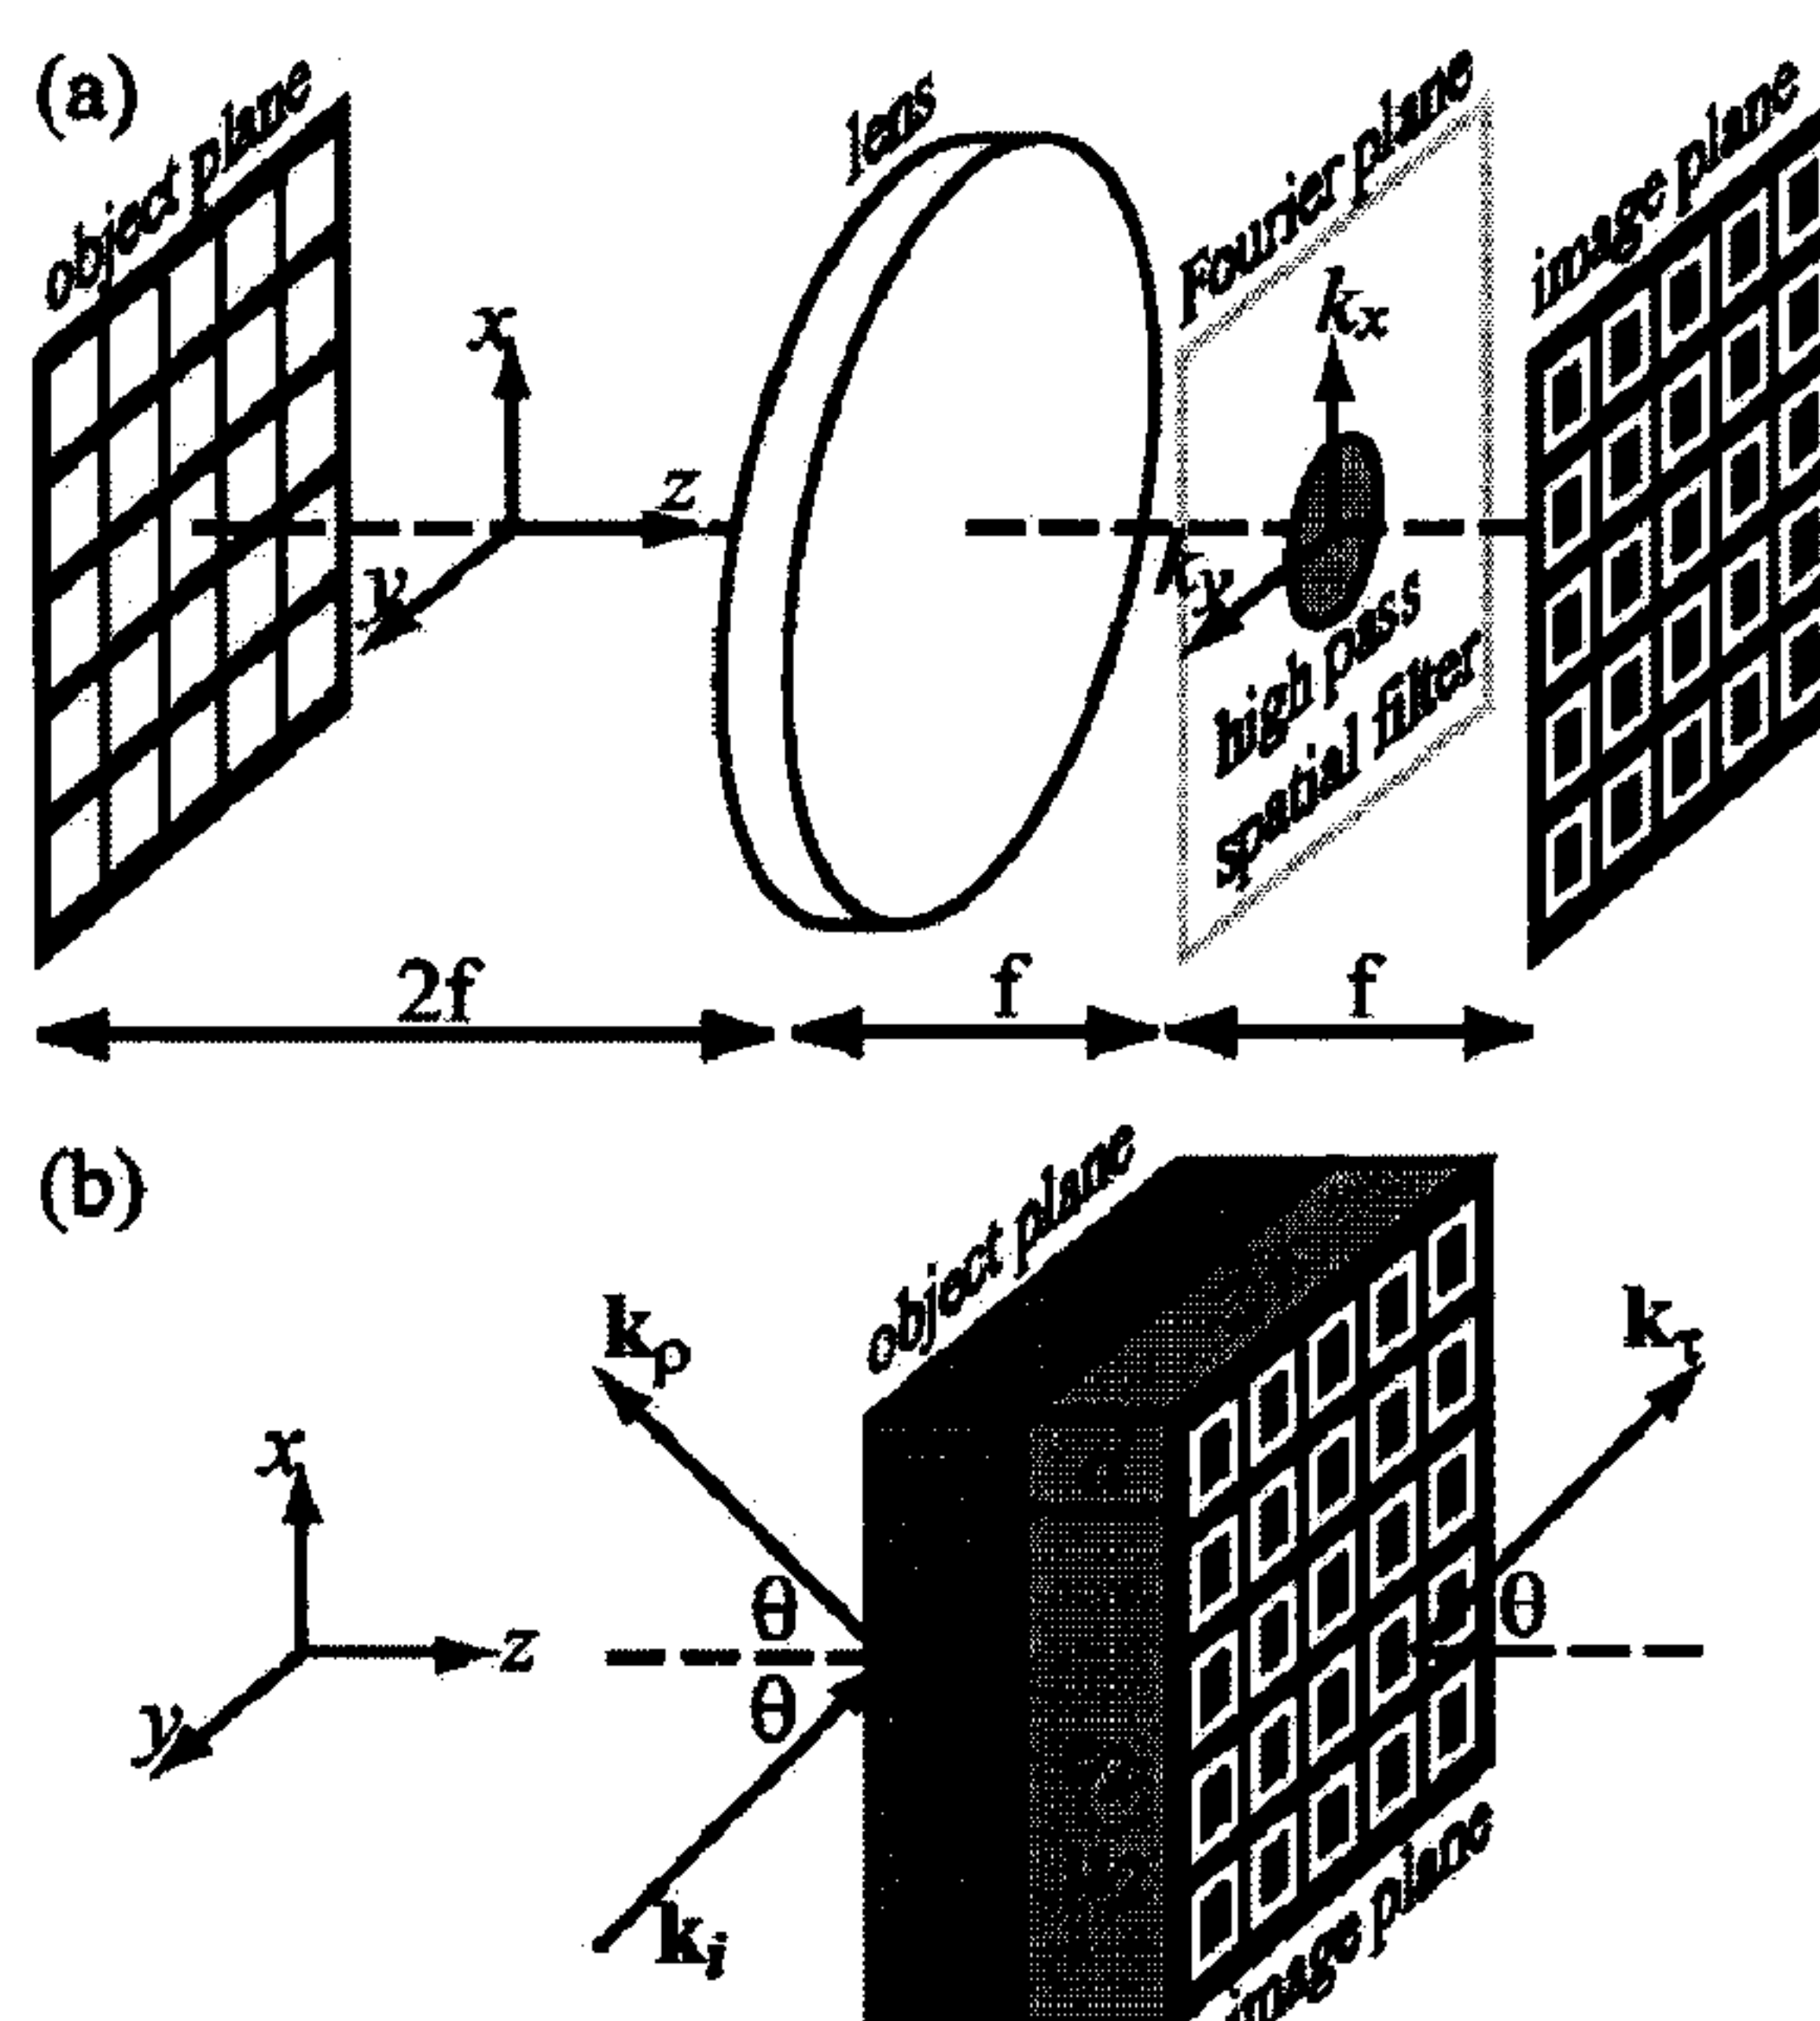 (a)
object plane
lens
Fourier plane
image plane
x
z
y
kx
ky
high pass
spatial filter
2f
f
f
(b)
object plane
kρ
kτ
x
z
y
θ
θ
θ
ki
image plane